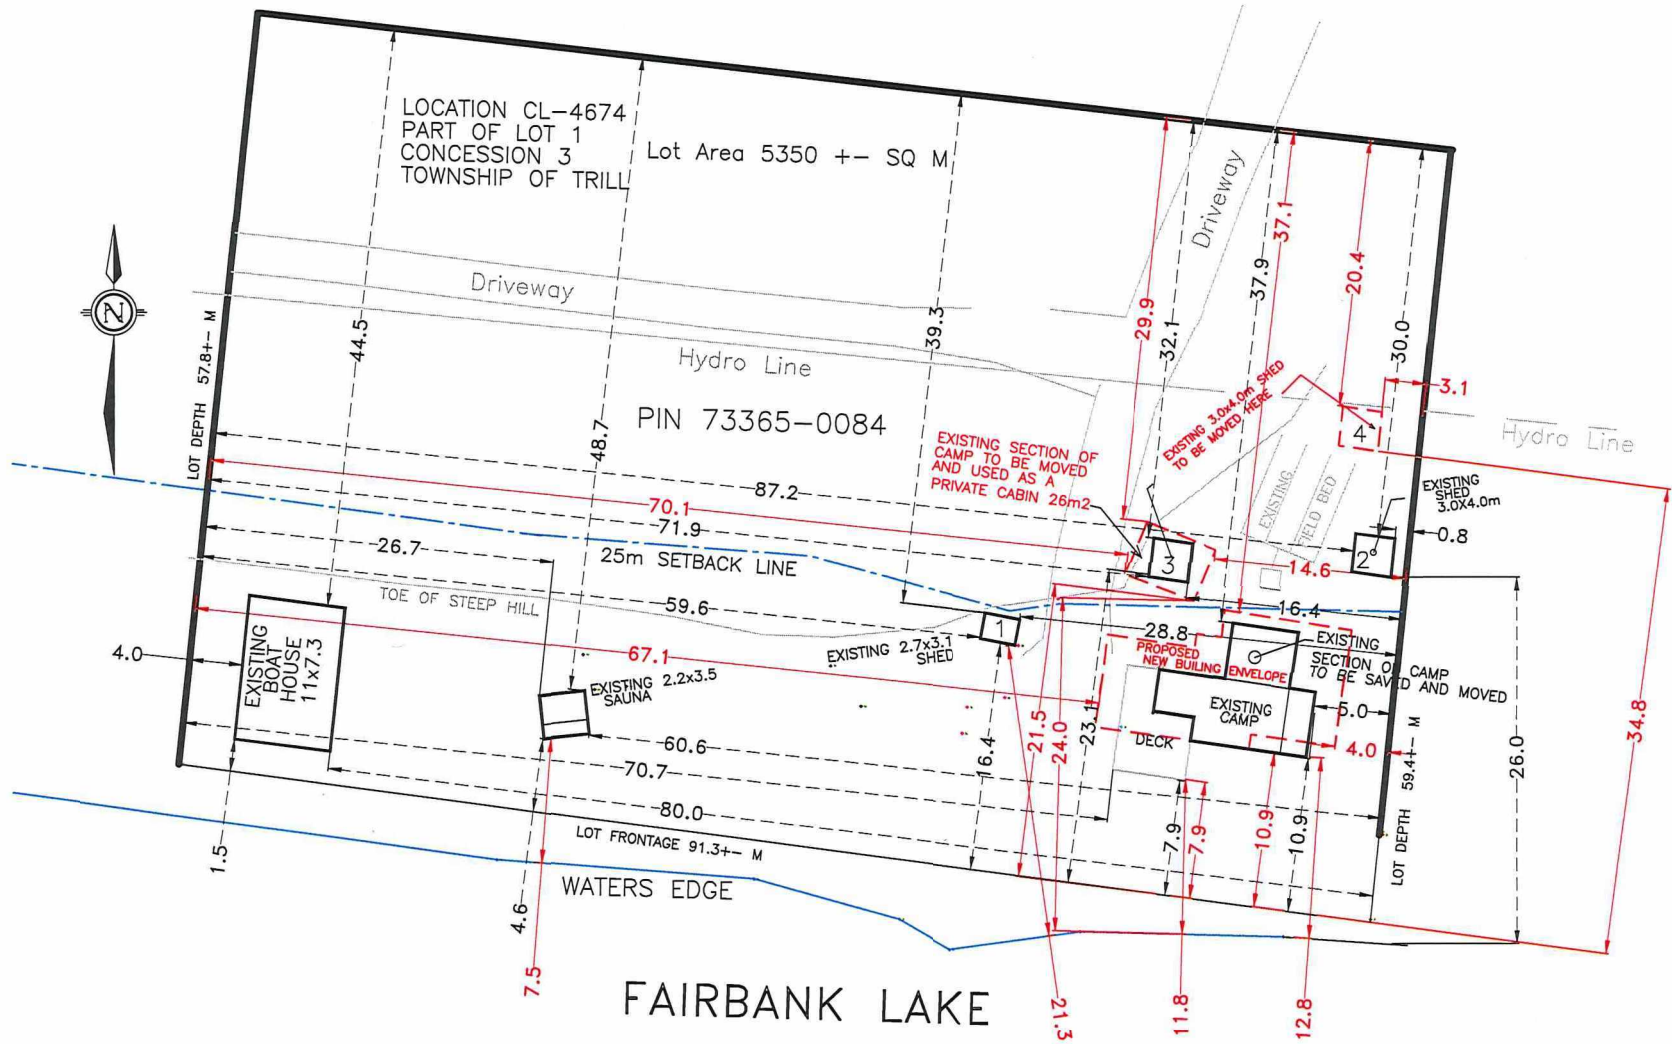 LOCATION CL-4674
PART OF LOT 1
CONCESSION 3
TOWNSHIP OF TRILL
Lot Area 5350 +- SQ M
Driveway
Driveway
Hydro Line
Hydro Line
PIN 73365-0084
N
LOT DEPTH 57.8+- M
44.5
48.7
39.3
29.9
32.1
37.9
37.1
20.4
30.0
3.1
EXISTING 3.0x4.0m SHED
TO BE MOVED HERE
4
EXISTING SECTION OF
CAMP TO BE MOVED
AND USED AS A
PRIVATE CABIN 26m2
EXISTING
FIELD BED
EXISTING
SHED
3.0X4.0m
0.8
2
3
14.6
16.4
87.2
70.1
71.9
26.7
25m SETBACK LINE
59.6
TOE OF STEEP HILL
1
EXISTING 2.7x3.1
SHED
28.8
67.1
4.0
EXISTING
BOAT
HOUSE
11x7.3
EXISTING 2.2x3.5
SAUNA
PROPOSED
NEW BUILING ENVELOPE
EXISTING
SECTION OF CAMP
TO BE SAVED AND MOVED
EXISTING
CAMP
DECK
5.0
4.0
LOT DEPTH 59.4+- M
26.0
34.8
60.6
70.7
80.0
16.4
21.5
24.0
23.1
7.9
7.9
10.9
10.9
LOT FRONTAGE 91.3+- M
WATERS EDGE
1.5
4.6
7.5
21.3
11.8
12.8
FAIRBANK LAKE